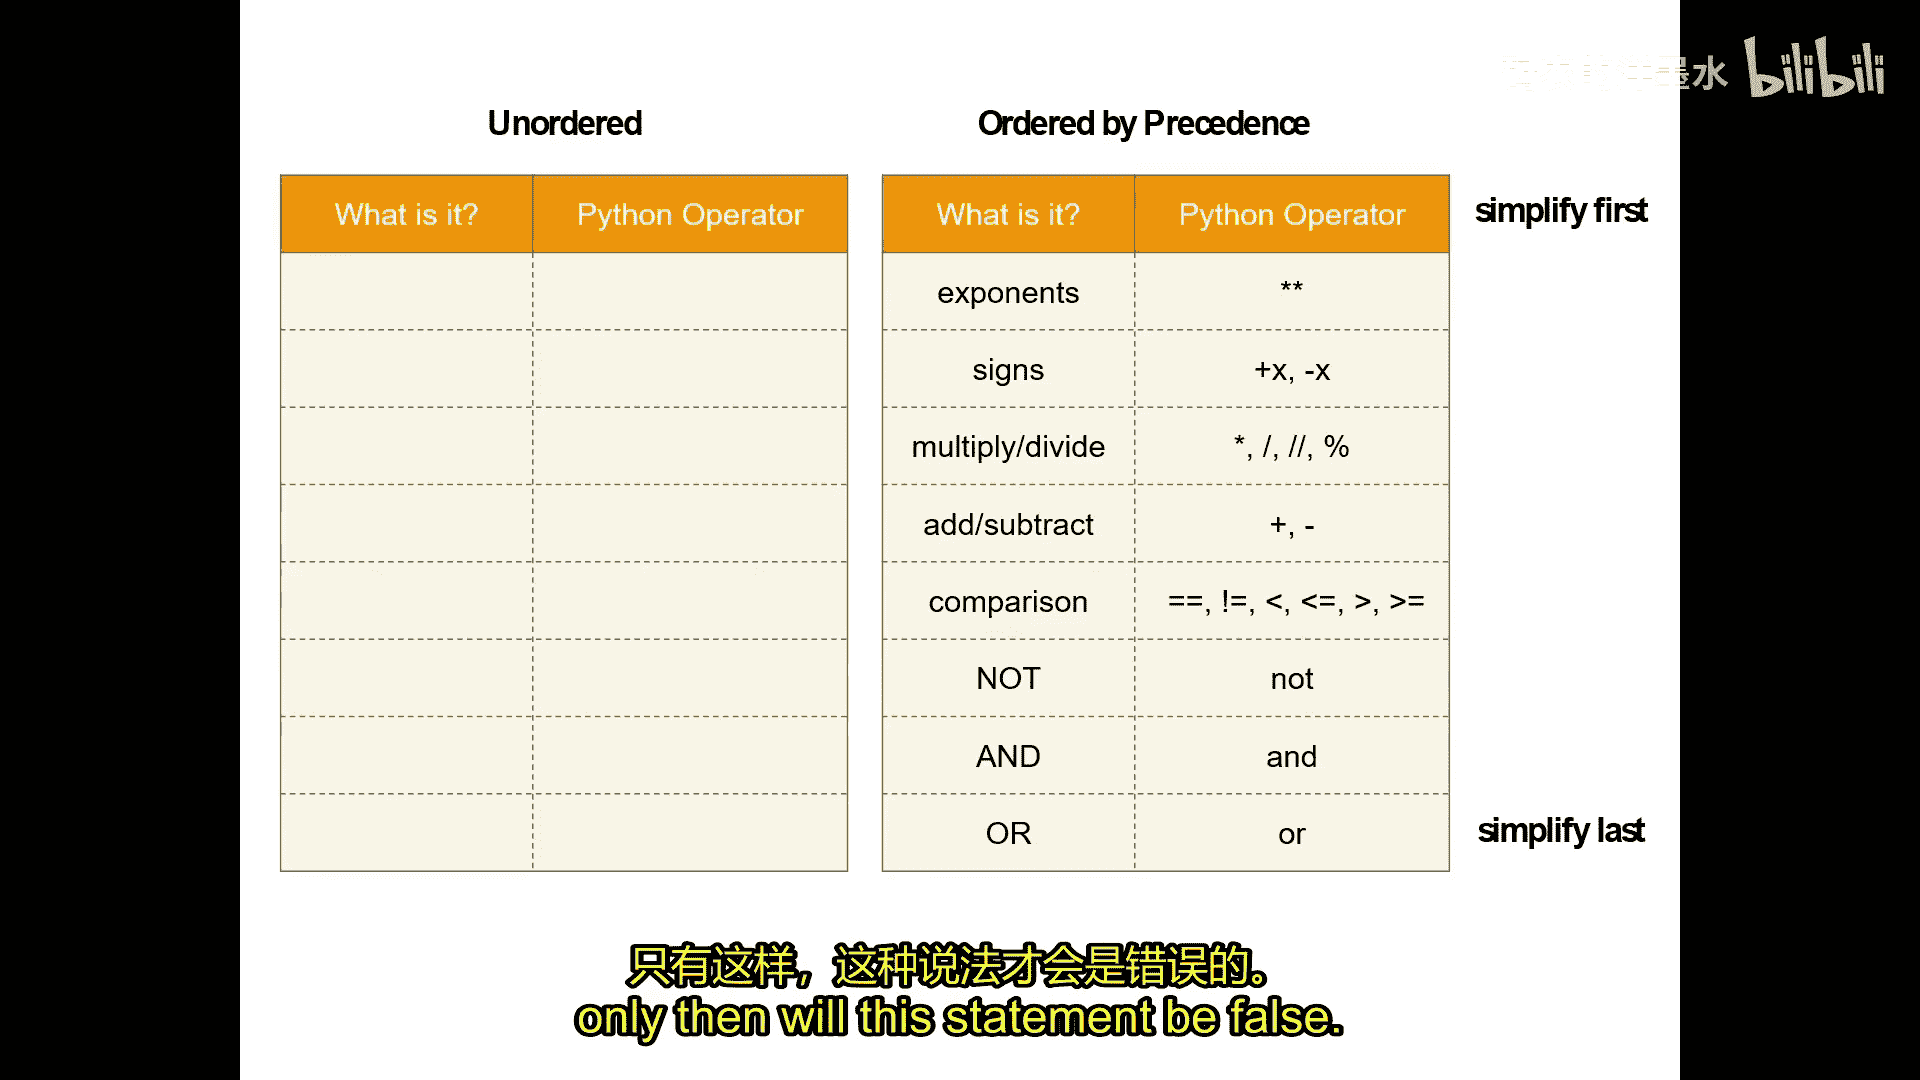 水 bilibili
Unordered
Ordered by Precedence
What is it? Python Operator
What is it? Python Operator
simplify first
exponents **
signs +x, -x
multiply/divide *, /, //, %
add/subtract +, -
comparison ==, !=, <, <=, >, >=
NOT not
AND and
OR or
simplify last
只有这样，这种说法才会是错误的。
only then will this statement be false.